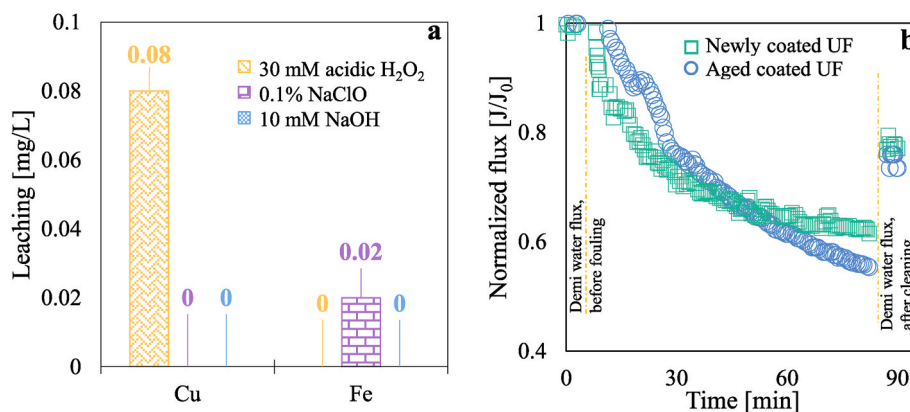 a
0.1
0.08
0.06
0.04
0.02
0
Leaching [mg/L]
0.08
0
0
0
0.02
0
30 mM acidic H₂O₂
0.1% NaClO
10 mM NaOH
Cu
Fe
b
1
0.8
0.6
0.4
Normalized flux [J/J₀]
Newly coated UF
Aged coated UF
Demi water flux,
before fouling
Demi water flux,
after cleaning
0
30
60
90
Time [min]